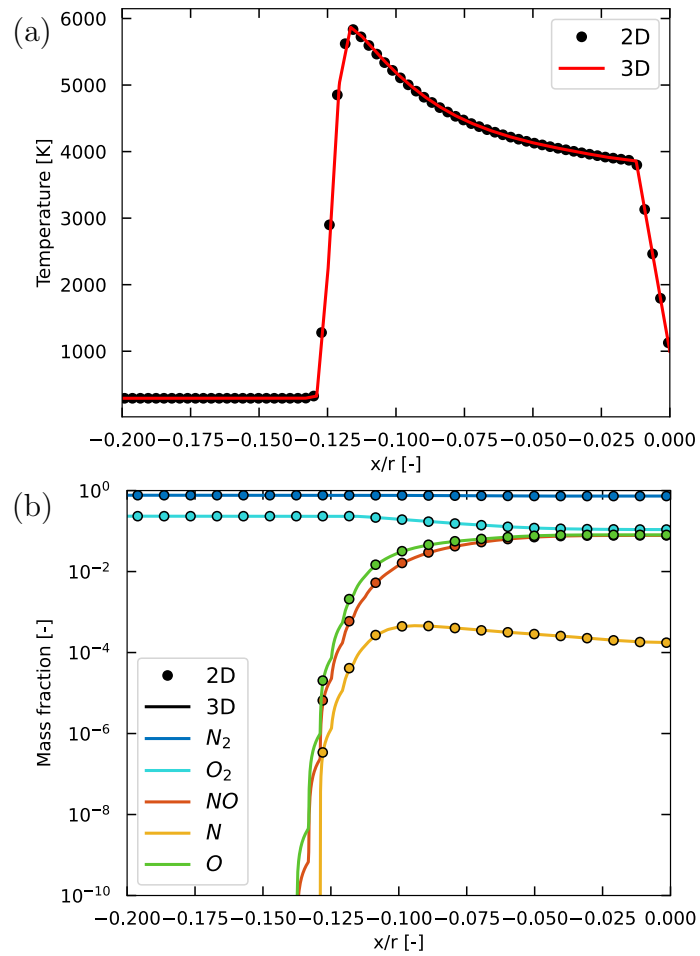 (a)
6000
5000
4000
3000
2000
1000
Temperature [K]
2D
3D
−0.200 −0.175 −0.150 −0.125 −0.100 −0.075 −0.050 −0.025 0.000
x/r [-]
(b)
10^0
10^−2
10^−4
10^−6
10^−8
10^−10
Mass fraction [-]
2D
3D
N_2
O_2
NO
N
O
−0.200 −0.175 −0.150 −0.125 −0.100 −0.075 −0.050 −0.025 0.000
x/r [-]